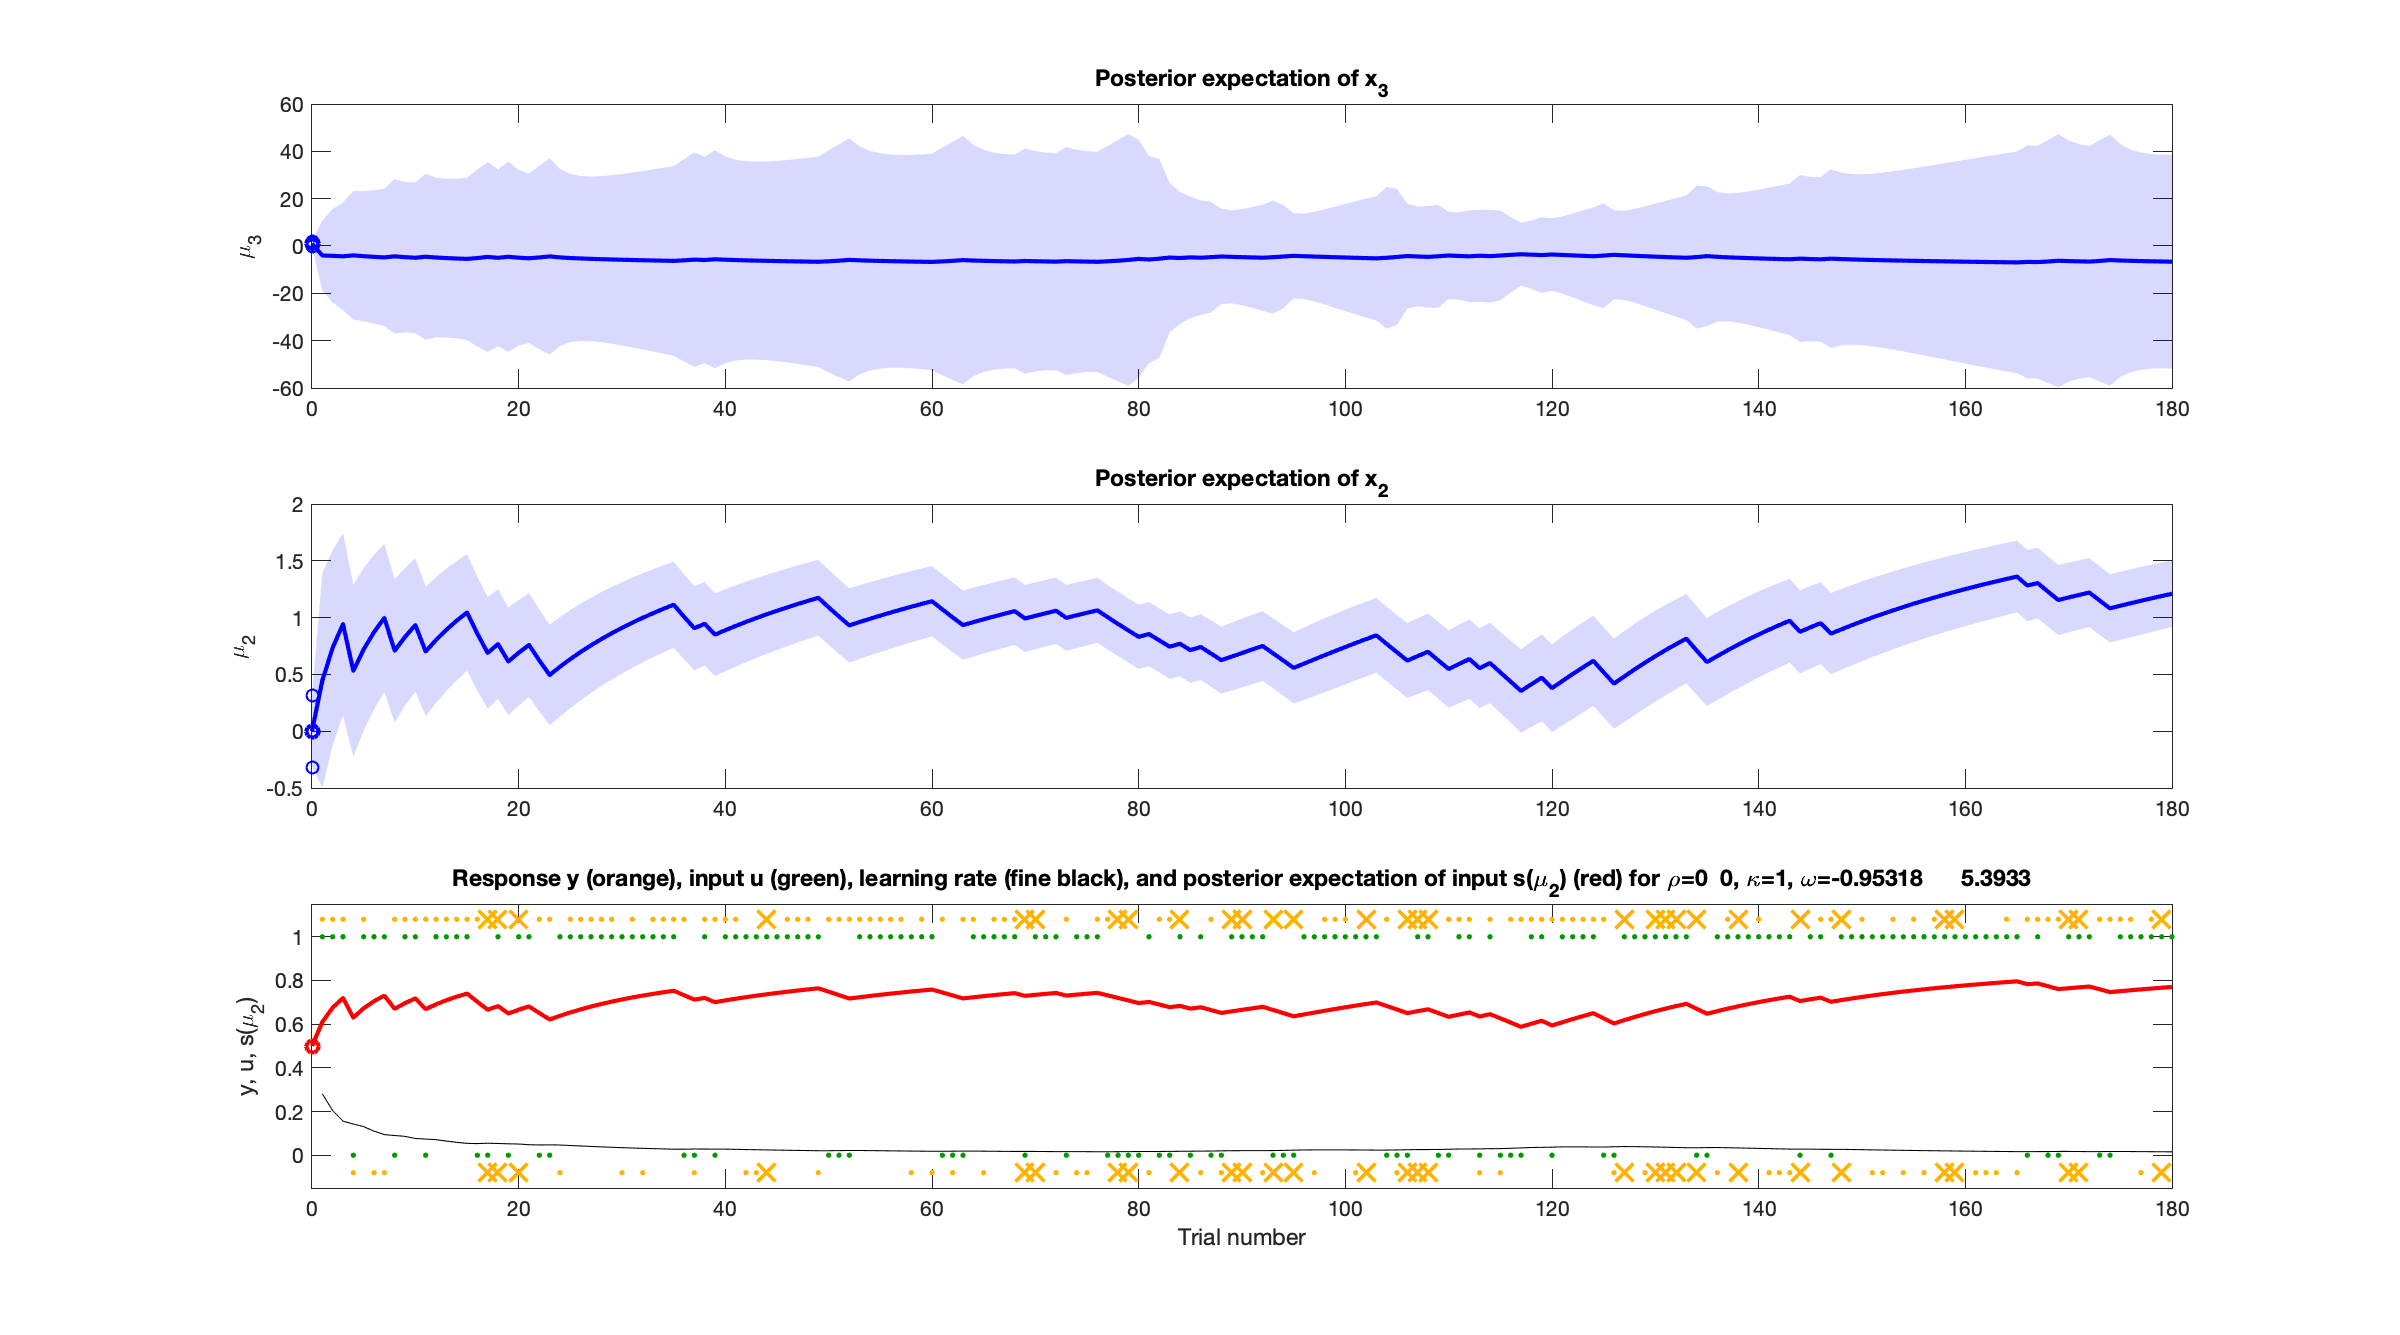 Posterior expectation of x3
60
40
20
0
-20
-40
-60
μ3
0 20 40 60 80 100 120 140 160 180
Posterior expectation of x2
2
1.5
1
0.5
0
-0.5
μ2
0 20 40 60 80 100 120 140 160 180
Response y (orange), input u (green), learning rate (fine black), and posterior expectation of input s(μ2) (red) for ρ=0 0, κ=1, ω=-0.95318 5.3933
1
0.8
0.6
0.4
0.2
0
y, u, s(μ2)
0 20 40 60 80 100 120 140 160 180
Trial number